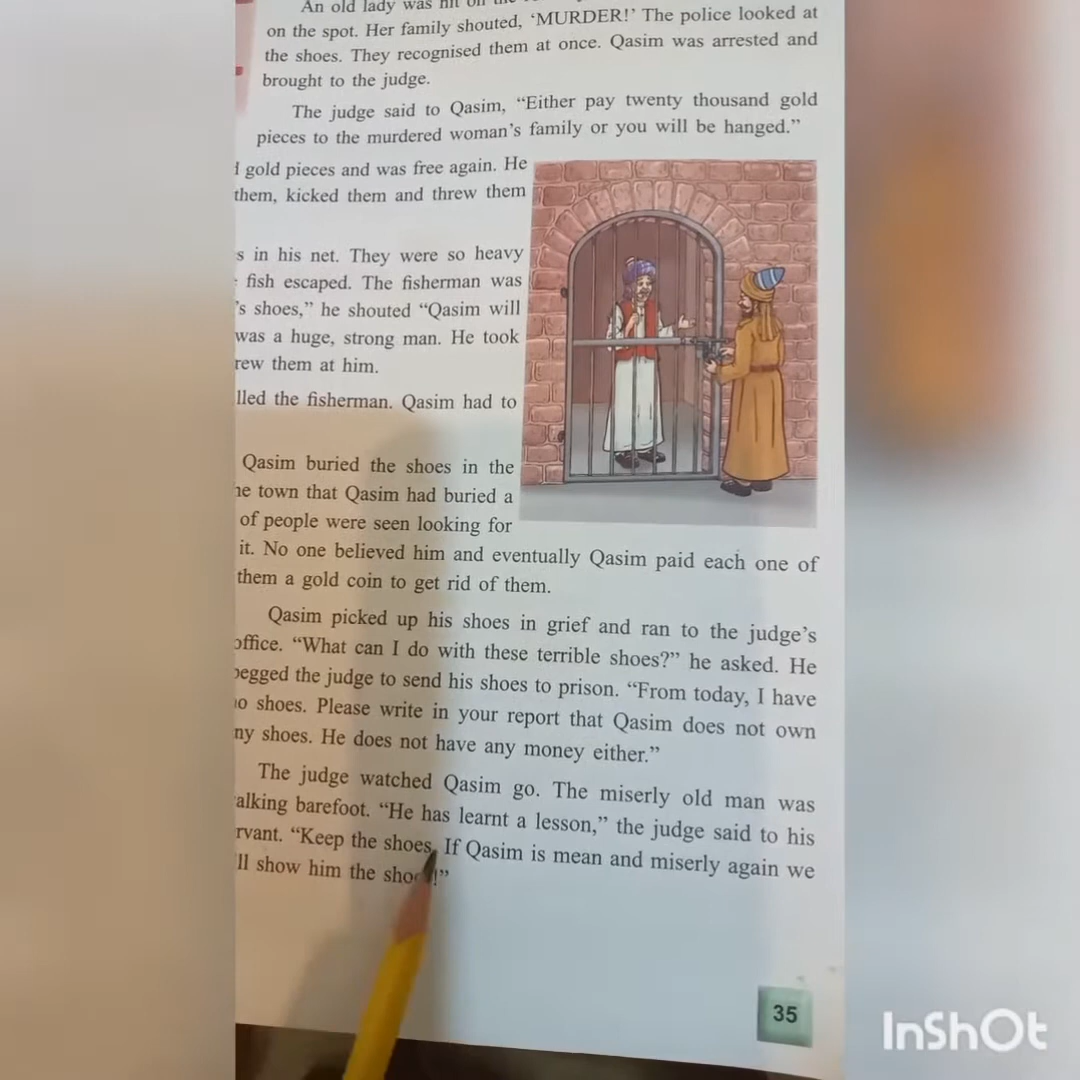 An old lady was hit on the
on the spot. Her family shouted, ‘MURDER!’ The police looked at
the shoes. They recognised them at once. Qasim was arrested and
brought to the judge.
The judge said to Qasim, “Either pay twenty thousand gold
pieces to the murdered woman’s family or you will be hanged.”
gold pieces and was free again. He
them, kicked them and threw them
s in his net. They were so heavy
fish escaped. The fisherman was
’s shoes,” he shouted “Qasim will
was a huge, strong man. He took
rew them at him.
lled the fisherman. Qasim had to
Qasim buried the shoes in the
he town that Qasim had buried a
of people were seen looking for
it. No one believed him and eventually Qasim paid each one of
them a gold coin to get rid of them.
Qasim picked up his shoes in grief and ran to the judge’s
office. “What can I do with these terrible shoes?” he asked. He
begged the judge to send his shoes to prison. “From today, I have
no shoes. Please write in your report that Qasim does not own
ny shoes. He does not have any money either.”
The judge watched Qasim go. The miserly old man was
alking barefoot. “He has learnt a lesson,” the judge said to his
rvant. “Keep the shoes. If Qasim is mean and miserly again we
ll show him the sho !”
35
InShOt